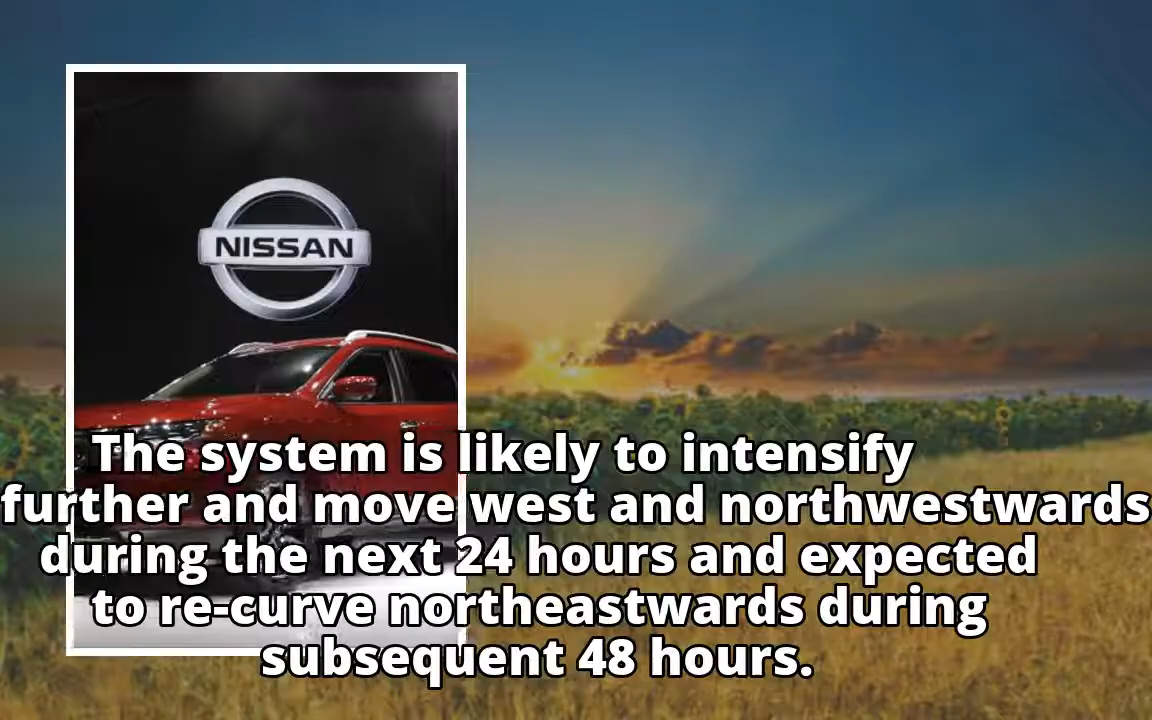 NISSAN
The system is likely to intensify
further and move west and northwestwards
during the next 24 hours and expected
to re-curve northeastwards during
subsequent 48 hours.